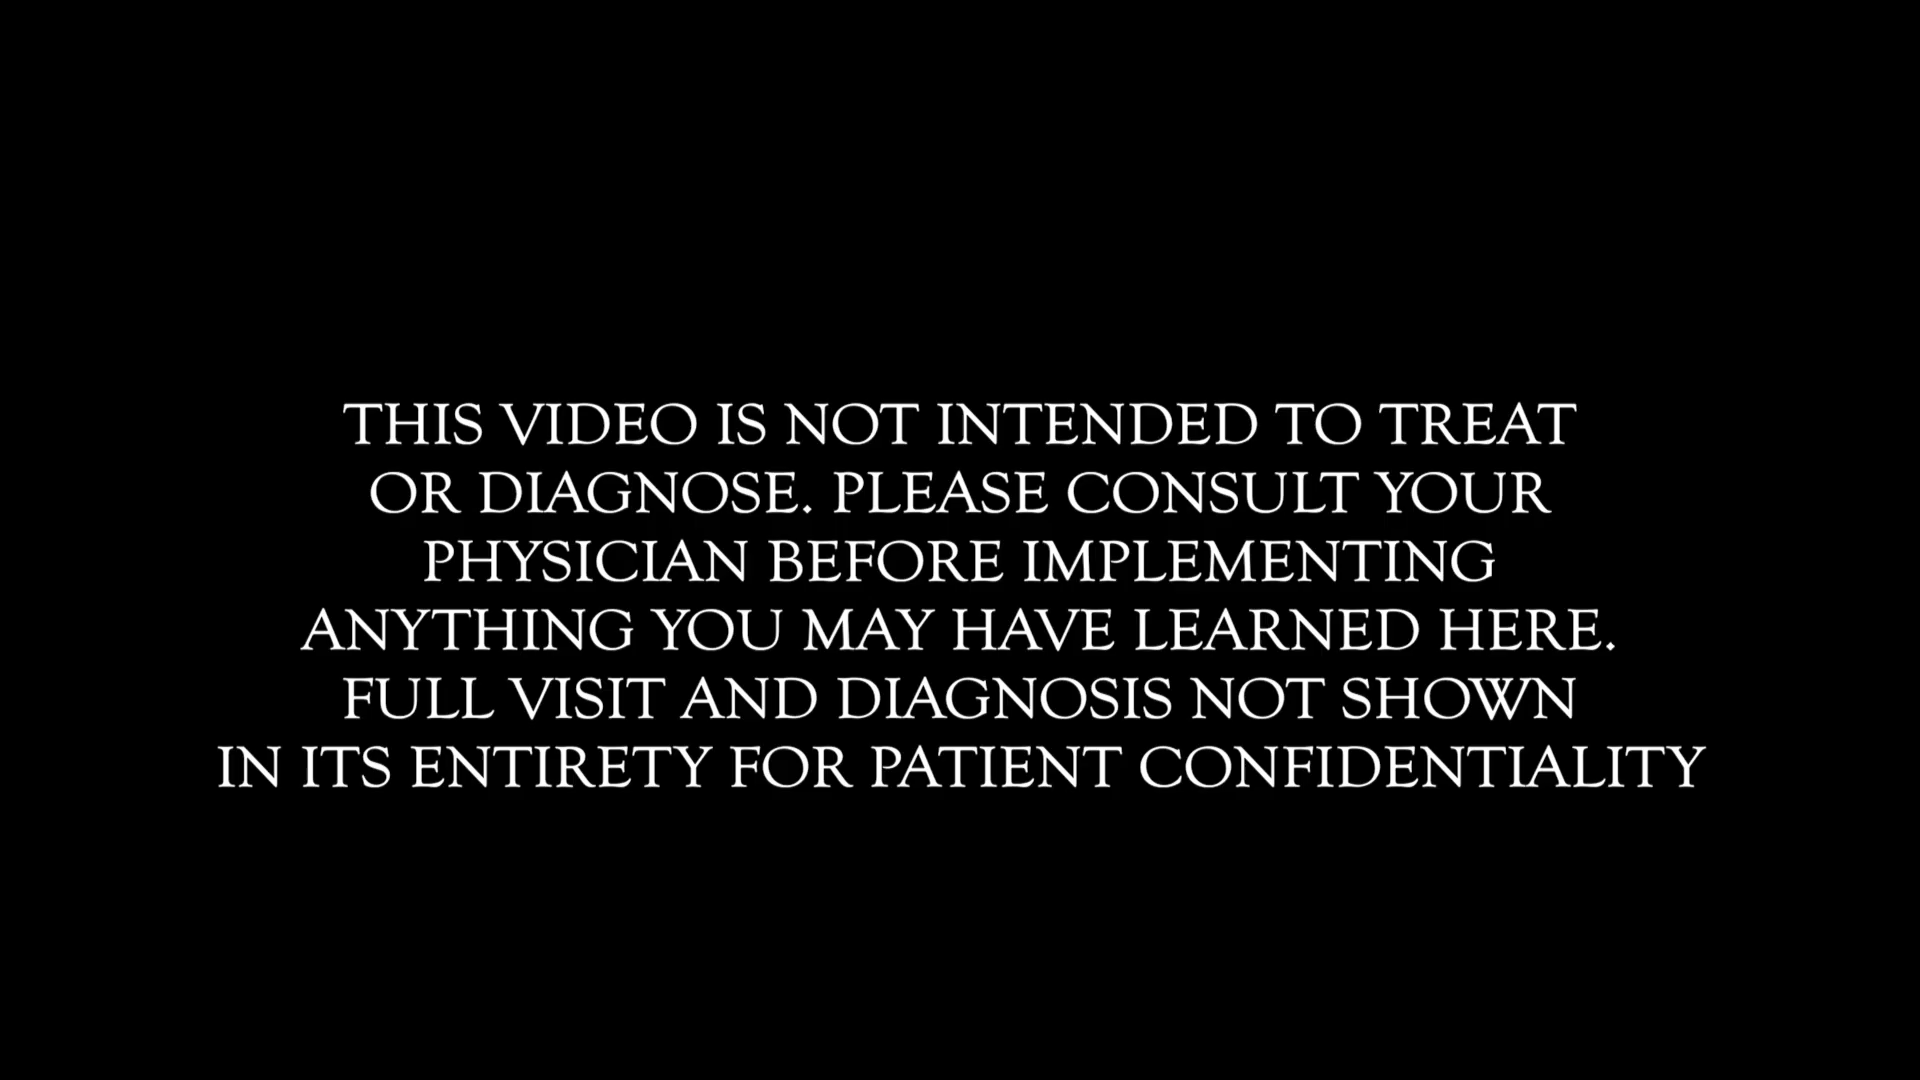 THIS VIDEO IS NOT INTENDED TO TREAT
OR DIAGNOSE. PLEASE CONSULT YOUR
PHYSICIAN BEFORE IMPLEMENTING
ANYTHING YOU MAY HAVE LEARNED HERE.
FULL VISIT AND DIAGNOSIS NOT SHOWN
IN ITS ENTIRETY FOR PATIENT CONFIDENTIALITY